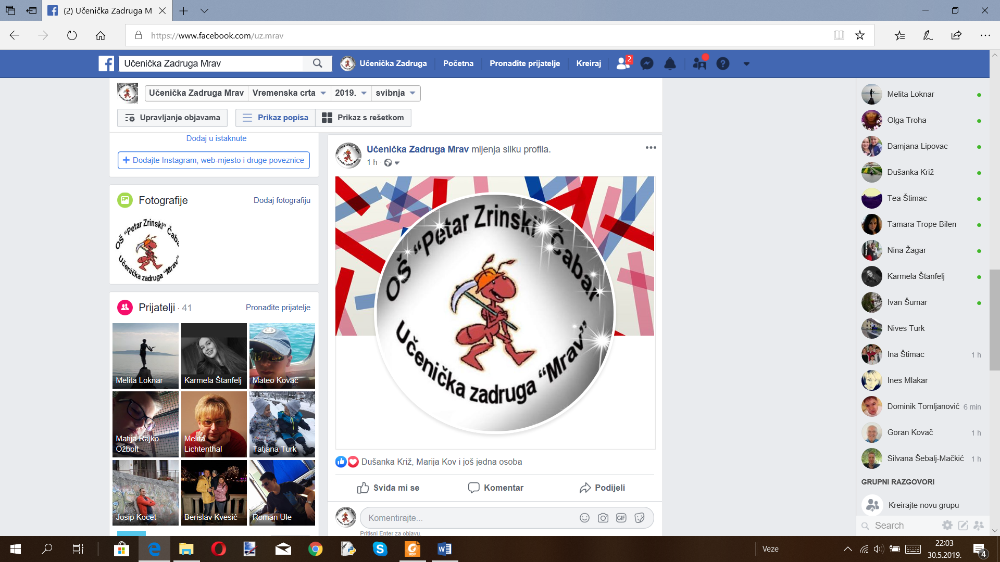 (2) Učenička Zadruga M
https://www.facebook.com/uz.mrav
Učenička Zadruga Mrav
Učenička Zadruga
Početna
Pronađite prijatelje
Kreiraj
2
Učenička Zadruga Mrav
Vremenska crta
2019.
svibnja
Upravljanje objavama
Prikaz popisa
Prikaz s rešetkom
Dodaj u istaknute
+ Dodajte Instagram, web-mjesto i druge poveznice
Fotografije
Dodaj fotografiju
OŠ "Petar Zrinski" Čabar
Učenička zadruga "Mrav"
Prijatelji · 41
Pronađite prijatelje
Melita Loknar
Karmela Štanfelj
Mateo Kovač
Matija Rajko
Ožbolt
Melita
Lichtenthal
Tatjana Turk
Josip Kocet
Berislav Kvesić
Roman Ule
Učenička Zadruga Mrav mijenja sliku profila.
1 h ·
OŠ "Petar Zrinski" Čabar
Učenička zadruga "Mrav"
Dušanka Križ, Marija Kov i još jedna osoba
Sviđa mi se
Komentar
Podijeli
Komentirajte...
GIF
Pritisni Enter za objavu.
Melita Loknar
Olga Troha
Damjana Lipovac
Dušanka Križ
Tea Štimac
Tamara Trope Bilen
Nina Žagar
Karmela Štanfelj
Ivan Šumar
Nives Turk
Ina Štimac 1 h
Ines Mlakar
Dominik Tomljanović 6 min
Goran Kovač 1 h
Silvana Šebalj-Mačkić 1 h
GRUPNI RAZGOVORI
Kreirajte novu grupu
Search
PDF
Veze
22:03
30.5.2019.
4